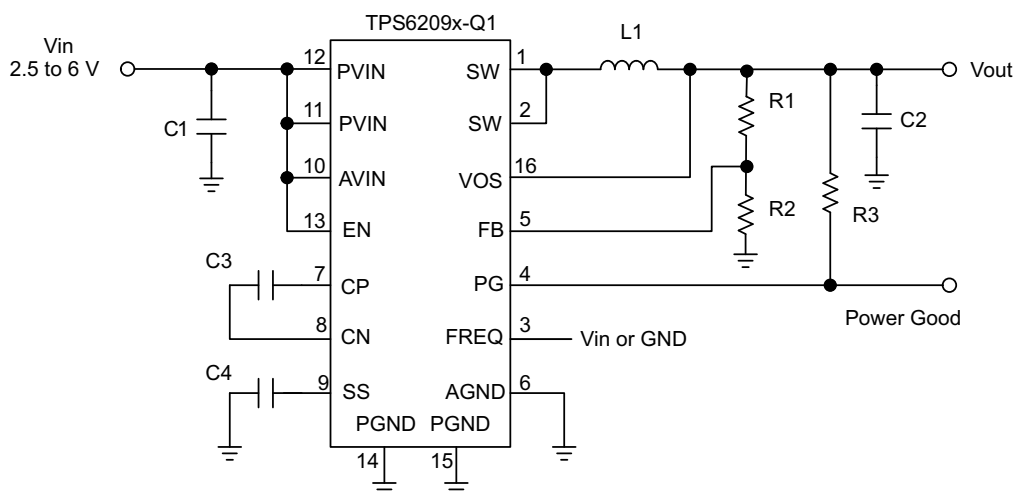 TPS6209x-Q1
Vin
2.5 to 6 V
12
PVIN
SW
1
L1
Vout
C1
11
PVIN
SW
2
R1
C2
10
AVIN
VOS
16
13
EN
FB
5
R2
R3
C3
7
CP
PG
4
Power Good
8
CN
FREQ
3
Vin or GND
C4
9
SS
AGND
6
PGND
PGND
14
15